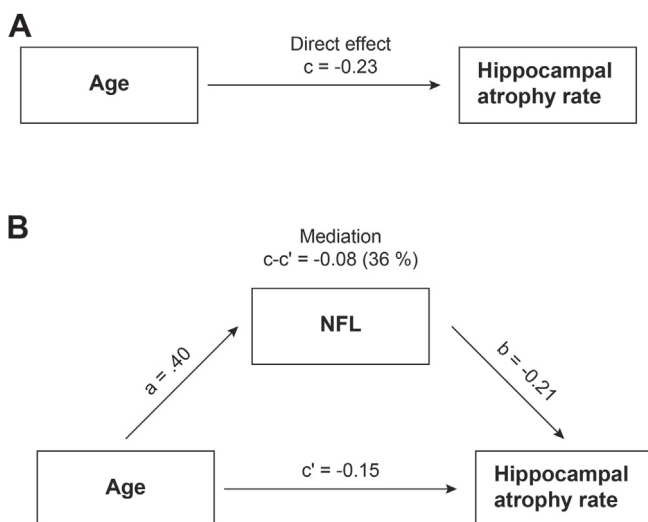 A
Age
Direct effect
c = -0.23
Hippocampal
atrophy rate
B
Mediation
c-c' = -0.08 (36 %)
NFL
a = .40
b = -0.21
Age
c' = -0.15
Hippocampal
atrophy rate